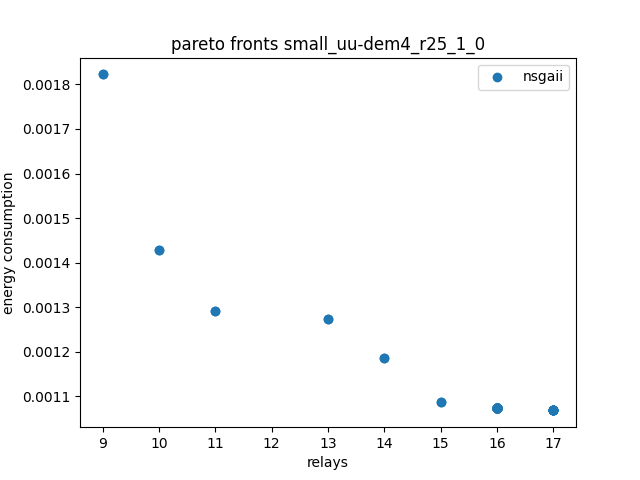 pareto fronts small_uu-dem4_r25_1_0
nsgaii
0.0018
0.0017
0.0016
0.0015
0.0014
0.0013
0.0012
0.0011
energy consumption
9 10 11 12 13 14 15 16 17
relays